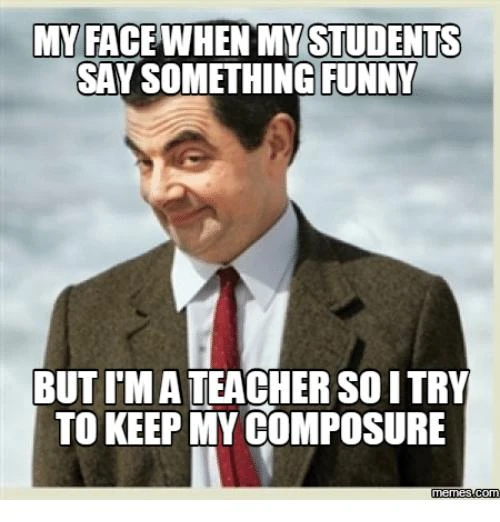 MY FACE WHEN MY STUDENTS
SAY SOMETHING FUNNY
BUT I'M A TEACHER SO I TRY
TO KEEP MY COMPOSURE
memes.com